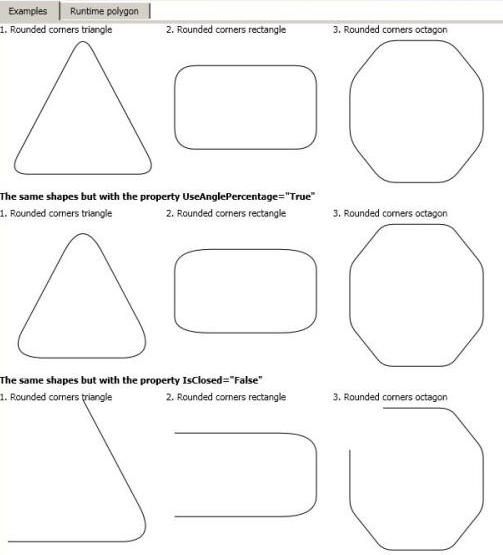 Examples Runtime polygon
1. Rounded corners triangle 2. Rounded corners rectangle 3. Rounded corners octagon
The same shapes but with the property UseAnglePercentage="True"
1. Rounded corners triangle 2. Rounded corners rectangle 3. Rounded corners octagon
The same shapes but with the property IsClosed="False"
1. Rounded corners triangle 2. Rounded corners rectangle 3. Rounded corners octagon